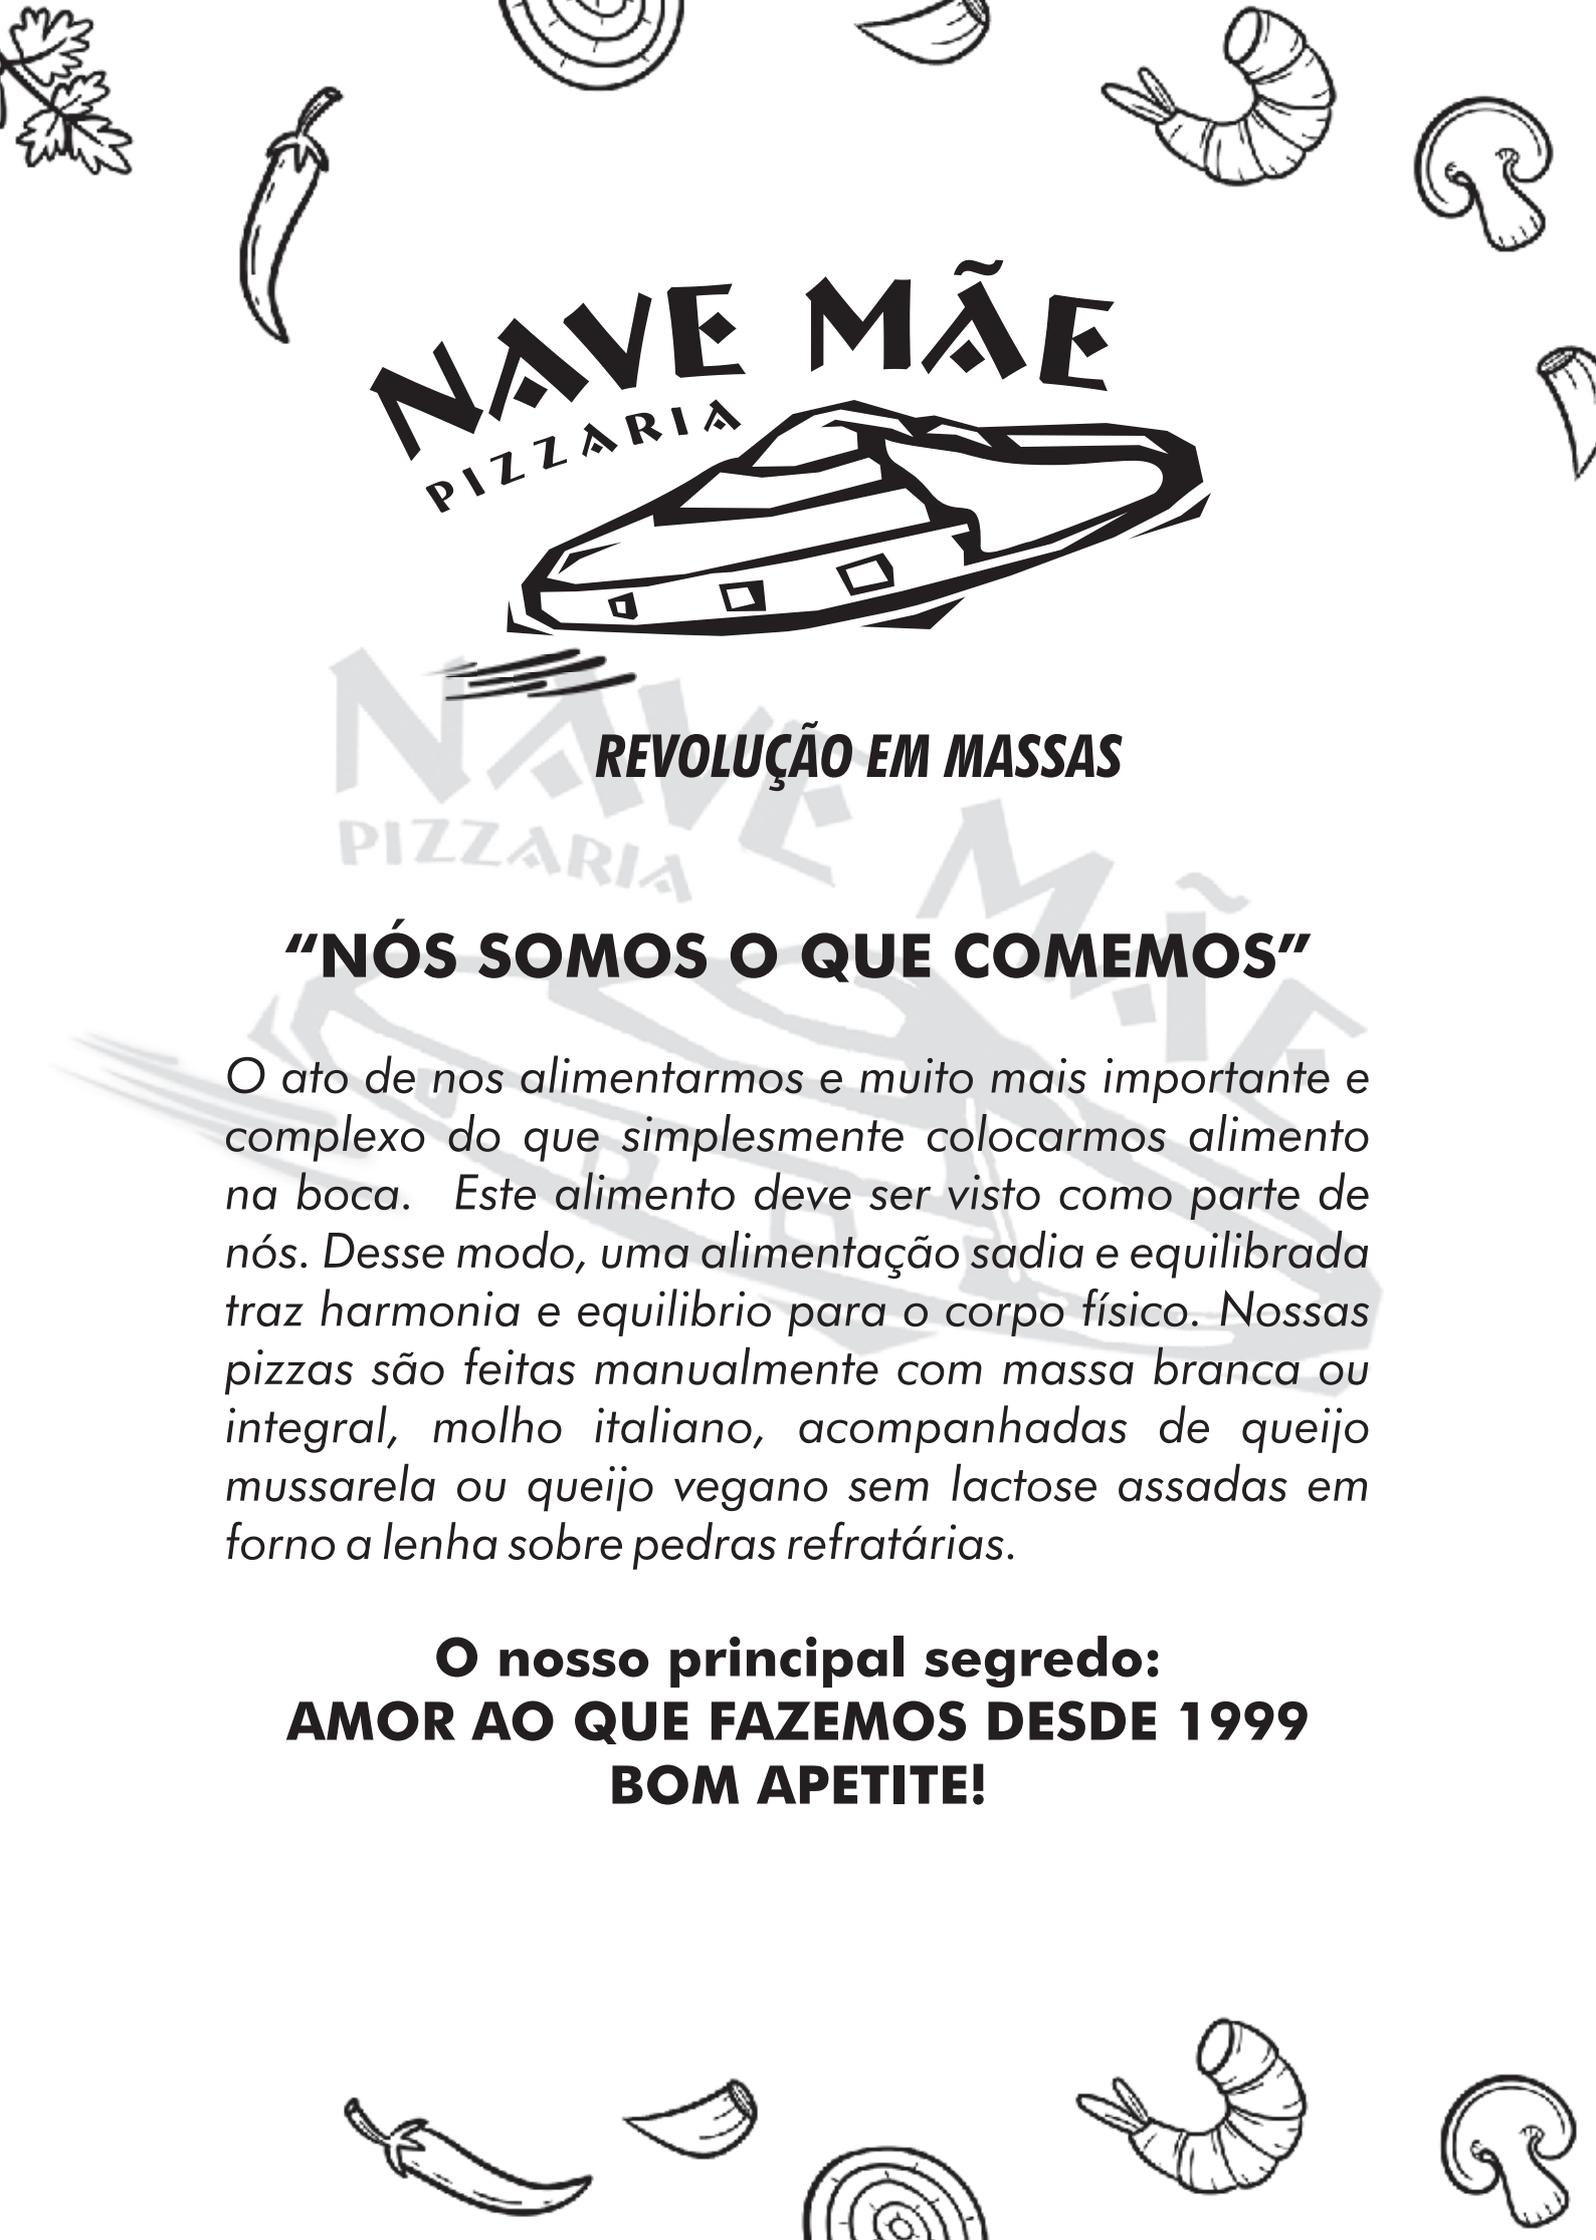 NAVE MÃE
PIZZARIA
REVOLUÇÃO EM MASSAS
NAVE MÃE
PIZZARIA
“NÓS SOMOS O QUE COMEMOS”
O ato de nos alimentarmos e muito mais importante e
complexo do que simplesmente colocarmos alimento
na boca.  Este alimento deve ser visto como parte de
nós. Desse modo, uma alimentação sadia e equilibrada
traz harmonia e equilibrio para o corpo físico. Nossas
pizzas são feitas manualmente com massa branca ou
integral, molho italiano, acompanhadas de queijo
mussarela ou queijo vegano sem lactose assadas em
forno a lenha sobre pedras refratárias.
O nosso principal segredo:
AMOR AO QUE FAZEMOS DESDE 1999
BOM APETITE!